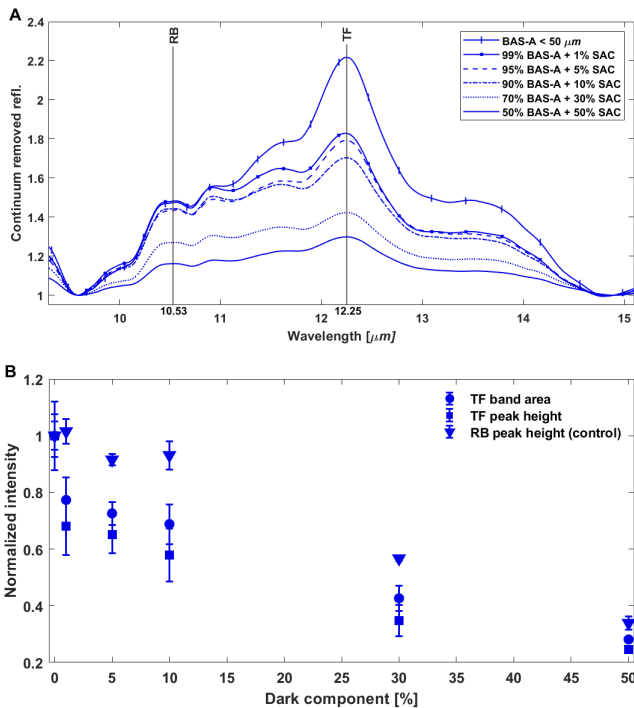 A
RB
TF
BAS-A < 50 μm
99% BAS-A + 1% SAC
95% BAS-A + 5% SAC
90% BAS-A + 10% SAC
70% BAS-A + 30% SAC
50% BAS-A + 50% SAC
Continuum removed refl.
2.4
2.2
2
1.8
1.6
1.4
1.2
1
10
10.53
11
12
12.25
13
14
15
Wavelength [μm]
B
TF band area
TF peak height
RB peak height (control)
Normalized intensity
1.2
1
0.8
0.6
0.4
0.2
0
5
10
15
20
25
30
35
40
45
50
Dark component [%]